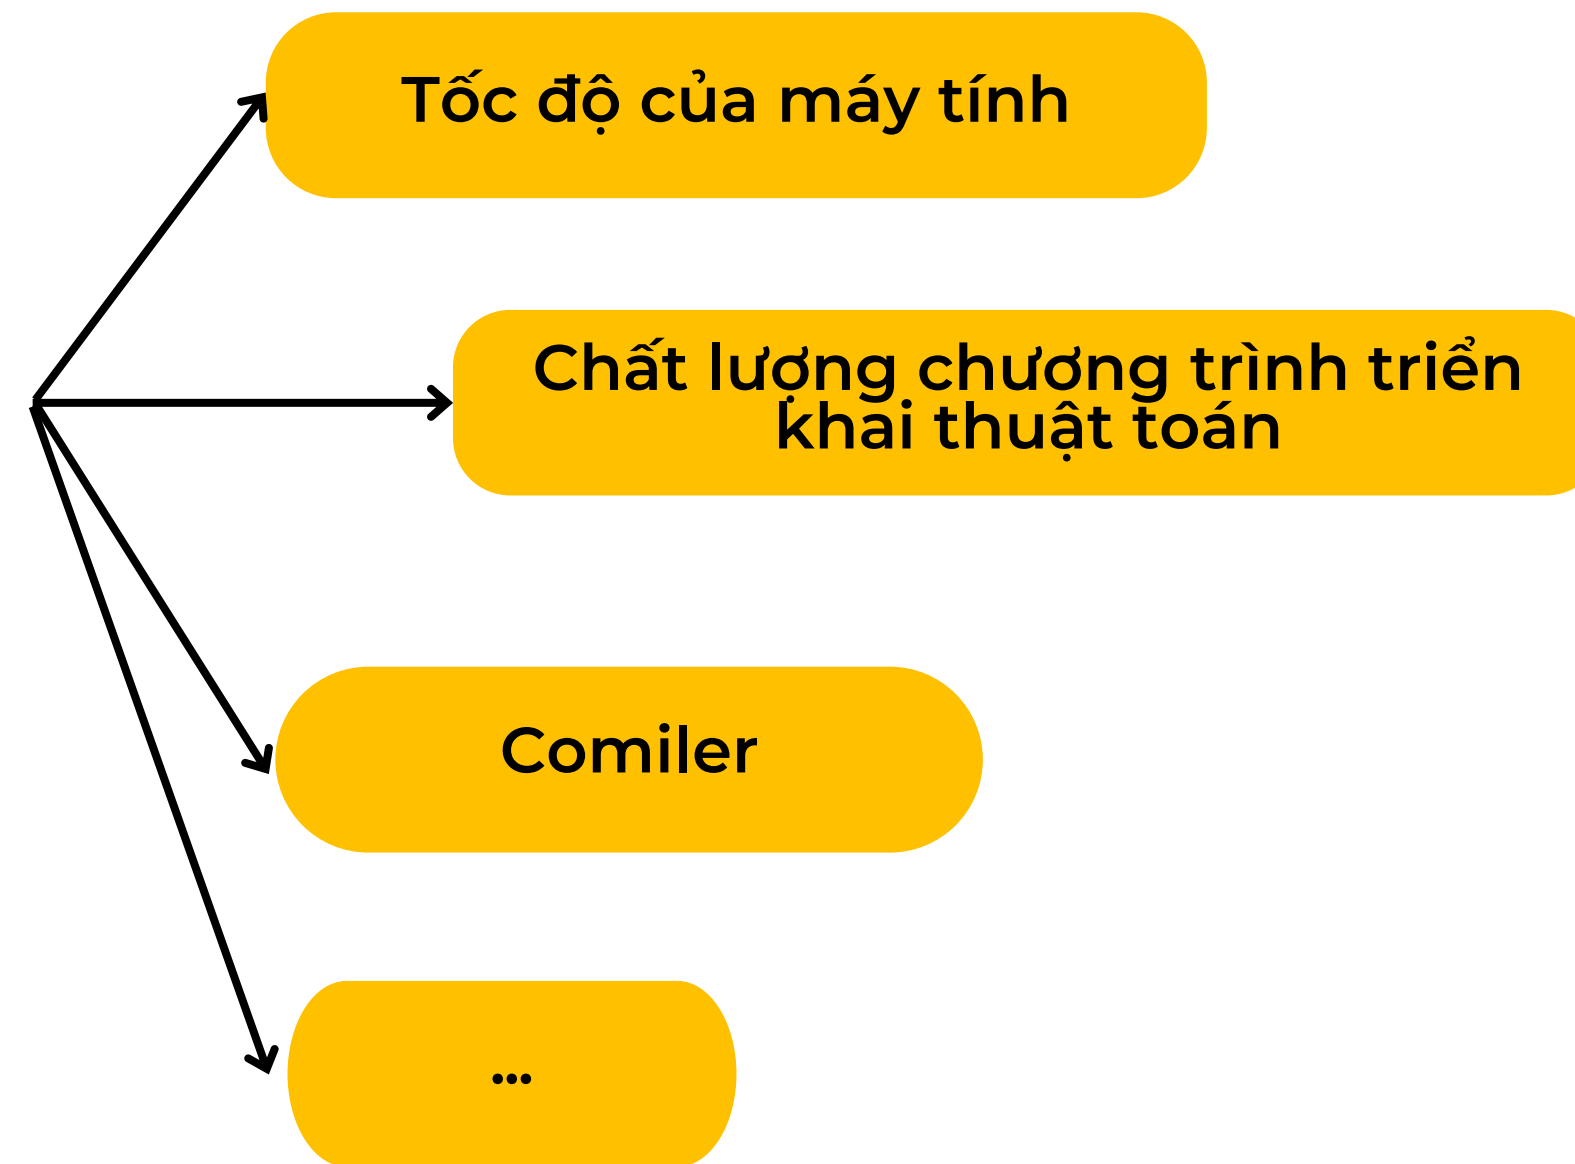 Tốc độ của máy tính
Chất lượng chương trình triển
khai thuật toán
Comiler
...